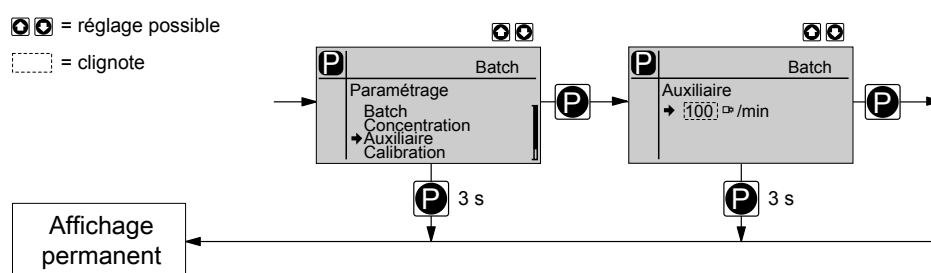 = réglage possible
= clignote
P
Batch
Paramétrage
Batch
Concentration
Auxiliaire
Calibration
P
P
Batch
Auxiliaire
100 /min
P
P 3 s
P 3 s
Affichage
permanent